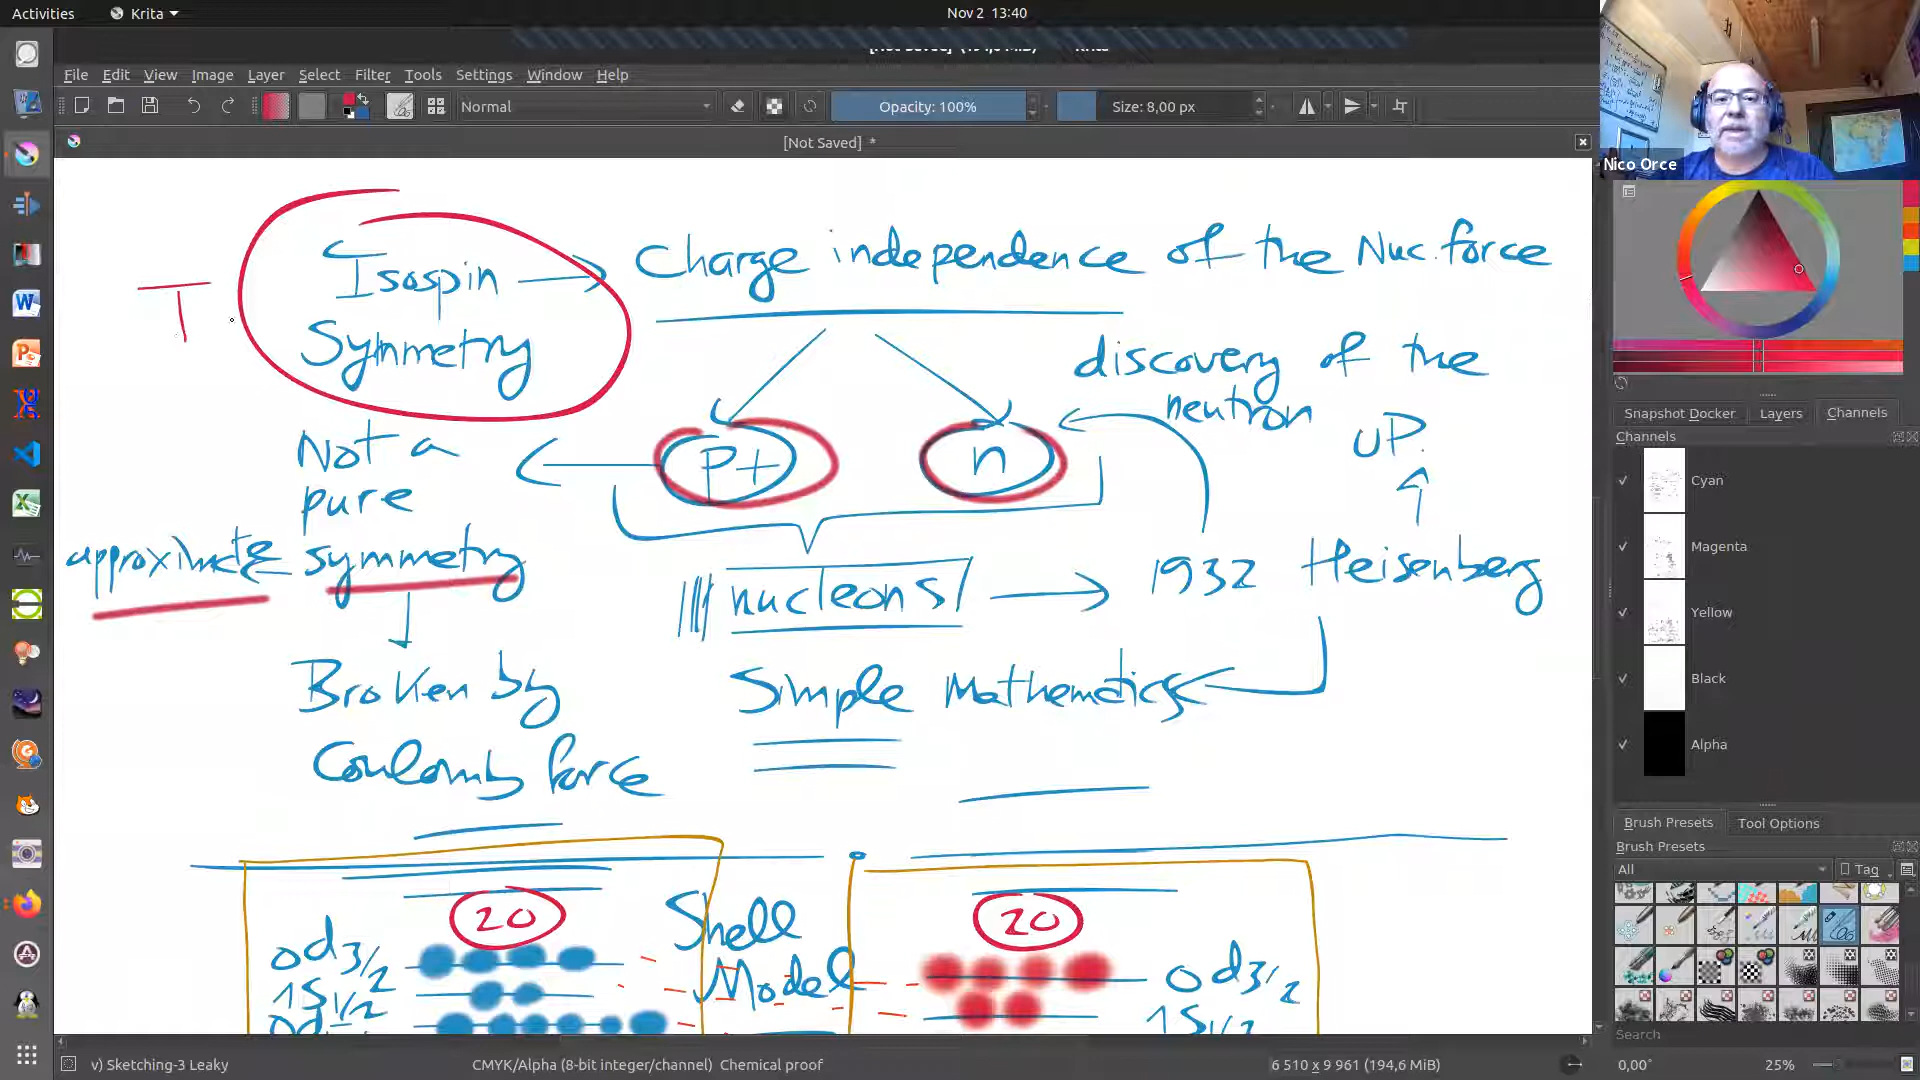 Activities
Krita
Nov 2 13:40
File Edit View Image Layer Select Filter Tools Settings Window Help
Normal
Opacity: 100%
Size: 8,00 px
[Not Saved] *
Nico Orce
T
Isospin
Symmetry
Charge independence of the Nuc. force
discovery of the
neutron
UP.
P+
n
Not a
pure
symmetry
approximate
nucleons
1932 Heisenberg
Broken by
Coulomb force
Simple Mathematics
20
Shell
Model
20
0d3/2
1S1/2
0d
0d3/2
1S1/2
Snapshot Docker
Layers
Channels
Channels
Cyan
Magenta
Yellow
Black
Alpha
Brush Presets
Tool Options
Brush Presets
All
Tag
Search
v) Sketching-3 Leaky
CMYK/Alpha (8-bit integer/channel) Chemical proof
6 510 x 9 961 (194,6 MiB)
0,00°
25%